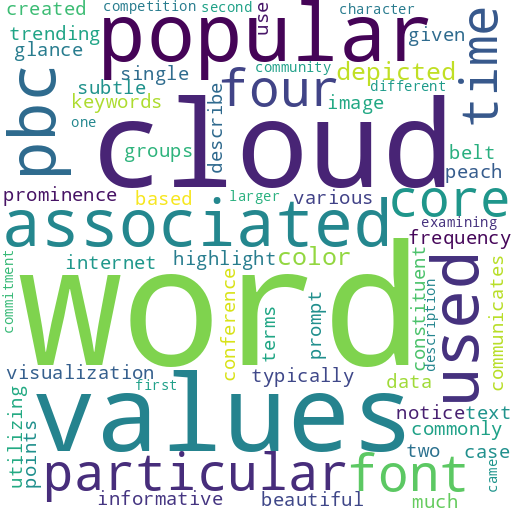 created
competition
second
use
character
popular
trending
glance
given
time
pbc
single
subtle
keywords
four
describe
community
depicted
different
image
cloud
one
groups
belt
peach
prominence
based
larger
various
core
associated
examining
frequency
commitment
internet
highlight
color
word
conference
terms
prompt
constituent
description
used
communicates
visualization
first
typically
data
values
notice
text
commonly
utilizing
points
particular
font
two
case
came
informative
beautiful
much